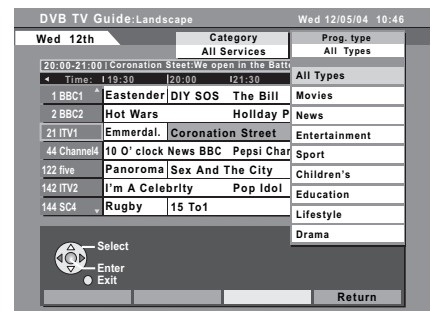 DVB TV Guide:Landscape Wed 12/05/04 10:46
Wed 12th Category Prog. type
All Services All Types
20:00-21:00 Coronation Steet:We open in the Batte
Time: 19:30 20:00 I21:30
1 BBC1 Eastender DIY SOS The Bill
2 BBC2 Hot Wars Hollday P
21 ITV1 Emmerdal. Coronation Street
44 Channel4 10 O' clock News BBC Pepsi Char
122 five Panoroma Sex And The City
142 ITV2 I'm A Celebrlty Pop Idol
144 SC4 Rugby 15 To1
All Types
Movies
News
Entertainment
Sport
Children's
Education
Lifestyle
Drama
Select
Enter
Exit
Return